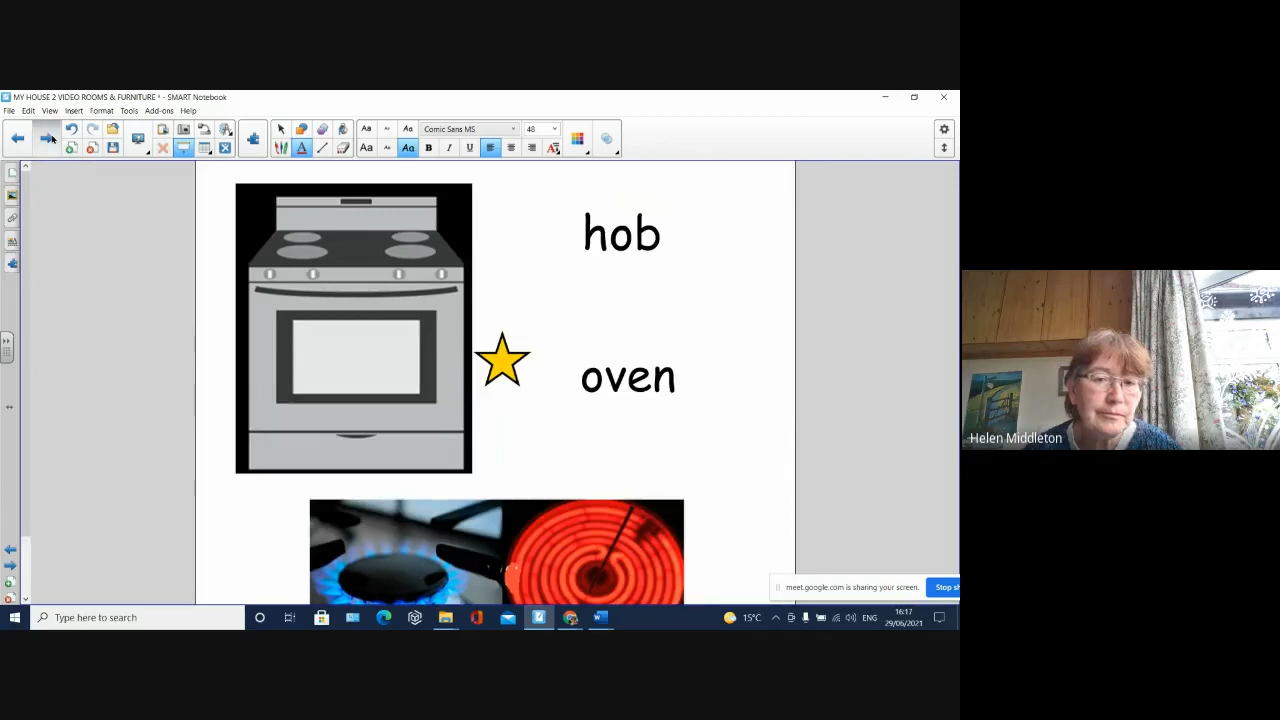 MY HOUSE 2 VIDEO ROOMS & FURNITURE * - SMART Notebook
File Edit View Insert Format Tools Add-ons Help
Comic Sans MS 48
hob
oven
Helen Middleton
meet.google.com is sharing your screen. Stop sh
Type here to search
15°C ENG
16:17
29/06/2021